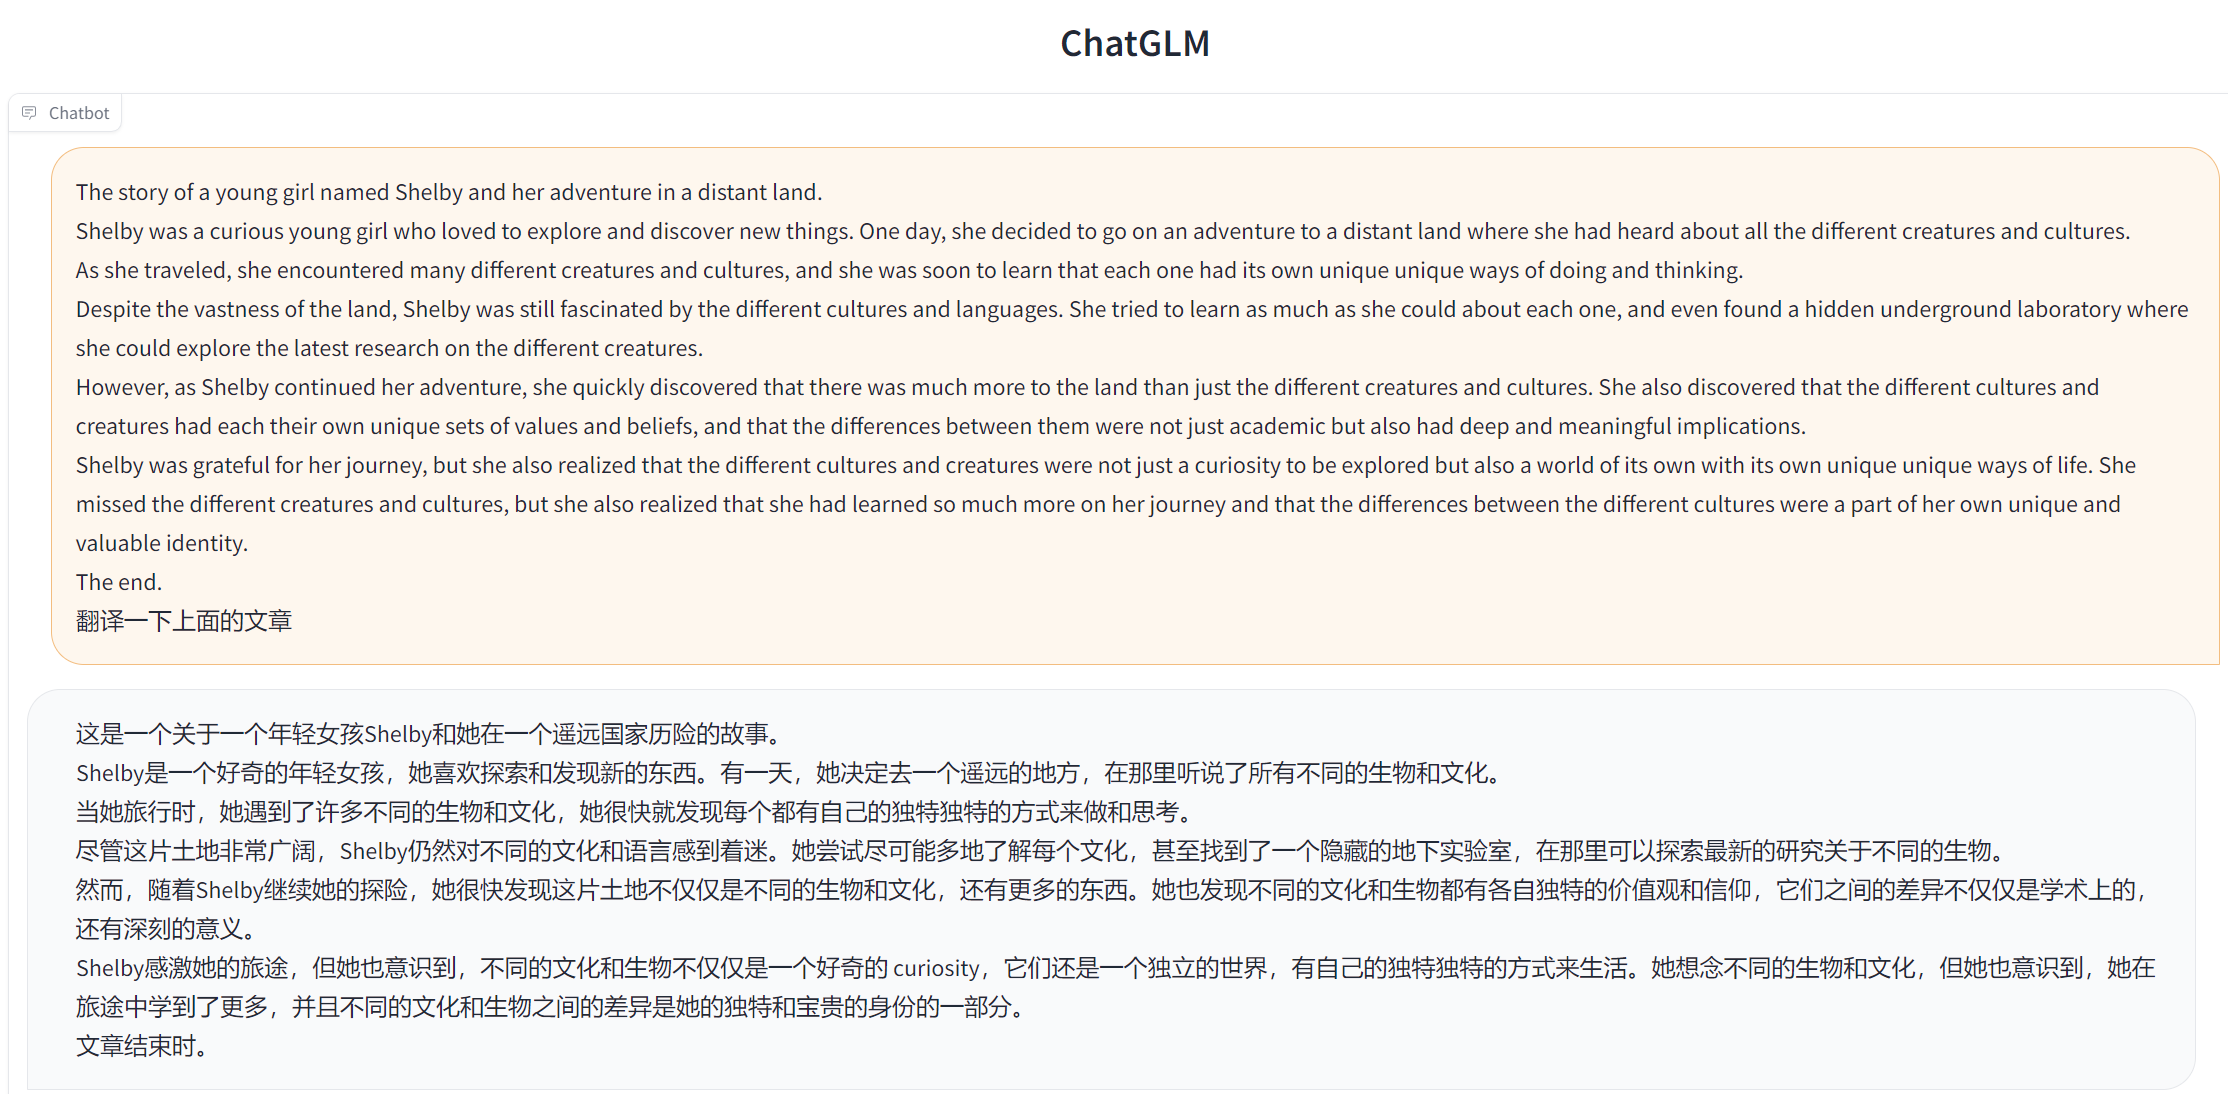 ChatGLM
Chatbot
The story of a young girl named Shelby and her adventure in a distant land.
Shelby was a curious young girl who loved to explore and discover new things. One day, she decided to go on an adventure to a distant land where she had heard about all the different creatures and cultures.
As she traveled, she encountered many different creatures and cultures, and she was soon to learn that each one had its own unique unique ways of doing and thinking.
Despite the vastness of the land, Shelby was still fascinated by the different cultures and languages. She tried to learn as much as she could about each one, and even found a hidden underground laboratory where
she could explore the latest research on the different creatures.
However, as Shelby continued her adventure, she quickly discovered that there was much more to the land than just the different creatures and cultures. She also discovered that the different cultures and
creatures had each their own unique sets of values and beliefs, and that the differences between them were not just academic but also had deep and meaningful implications.
Shelby was grateful for her journey, but she also realized that the different cultures and creatures were not just a curiosity to be explored but also a world of its own with its own unique unique ways of life. She
missed the different creatures and cultures, but she also realized that she had learned so much more on her journey and that the differences between the different cultures were a part of her own unique and
valuable identity.
The end.
翻译一下上面的文章
这是一个关于一个年轻女孩Shelby和她在一个遥远国家历险的故事。
Shelby是一个好奇的年轻女孩，她喜欢探索和发现新的东西。有一天，她决定去一个遥远的地方，在那里听说了所有不同的生物和文化。
当她旅行时，她遇到了许多不同的生物和文化，她很快就发现每个都有自己的独特独特的方式来做和思考。
尽管这片土地非常广阔，Shelby仍然对不同的文化和语言感到着迷。她尝试尽可能多地了解每个文化，甚至找到了一个隐藏的地下实验室，在那里可以探索最新的研究关于不同的生物。
然而，随着Shelby继续她的探险，她很快发现这片土地不仅仅是不同的生物和文化，还有更多的东西。她也发现不同的文化和生物都有各自独特的价值观和信仰，它们之间的差异不仅仅是学术上的，
还有深刻的意义。
Shelby感激她的旅途，但她也意识到，不同的文化和生物不仅仅是一个好奇的 curiosity，它们还是一个独立的世界，有自己的独特独特的方式来生活。她想念不同的生物和文化，但她也意识到，她在
旅途中学到了更多，并且不同的文化和生物之间的差异是她的独特和宝贵的身份的一部分。
文章结束时。